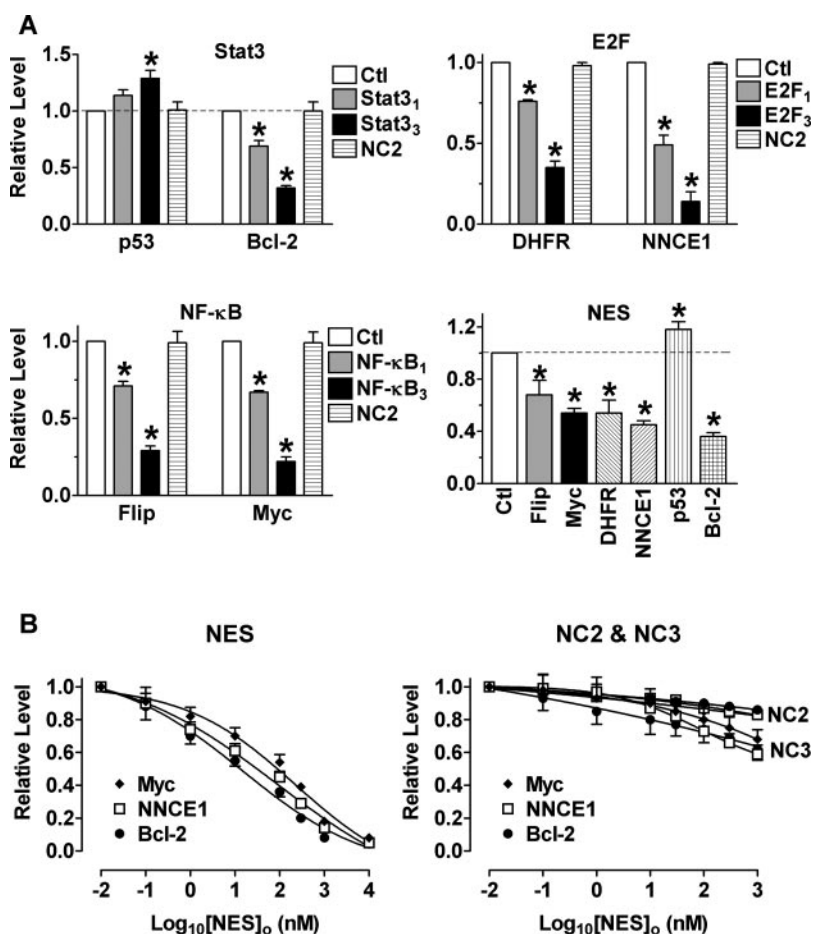 A
Stat3
Relative Level
1.5
1.0
0.5
0.0
p53
Bcl-2
Ctl
Stat3₁
Stat3₃
NC2
*
*
*
E2F
Relative Level
1.0
0.5
0.0
DHFR
NNCE1
Ctl
E2F₁
E2F₃
NC2
*
*
*
*
NF-κB
Relative Level
1.0
0.5
0.0
Flip
Myc
Ctl
NF-κB₁
NF-κB₃
NC2
*
*
*
*
NES
Relative Level
1.2
0.8
0.4
0.0
Ctl
Flip
Myc
DHFR
NNCE1
p53
Bcl-2
*
*
*
*
*
*
B
NES
Relative Level
1.0
0.8
0.6
0.4
0.2
0.0
Myc
NNCE1
Bcl-2
-2 -1 0 1 2 3 4
Log₁₀[NES]ₒ (nM)
NC2 & NC3
Relative Level
1.0
0.8
0.6
0.4
0.2
0.0
NC2
NC3
Myc
NNCE1
Bcl-2
-2 -1 0 1 2 3
Log₁₀[NES]ₒ (nM)